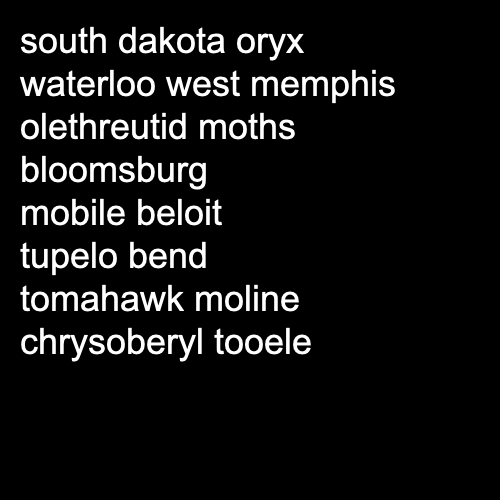 south dakota oryx
waterloo west memphis
olethreutid moths
bloomsburg
mobile beloit
tupelo bend
tomahawk moline
chrysoberyl tooele